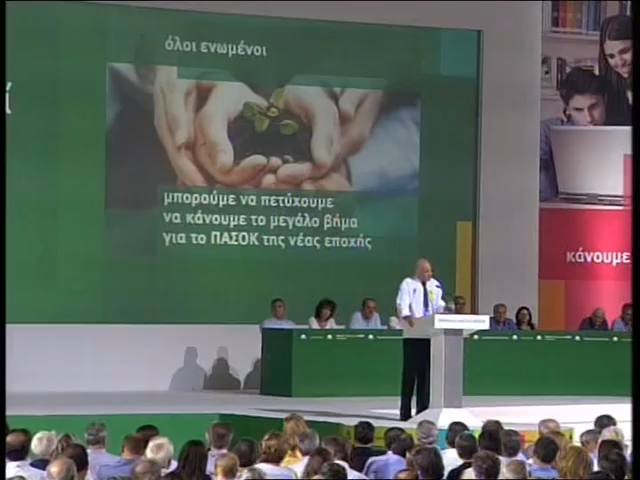 όλοι ενωμένοι
μπορούμε να πετύχουμε
να κάνουμε το μεγάλο βήμα
για το ΠΑΣΟΚ της νέας εποχής
κάνουμε